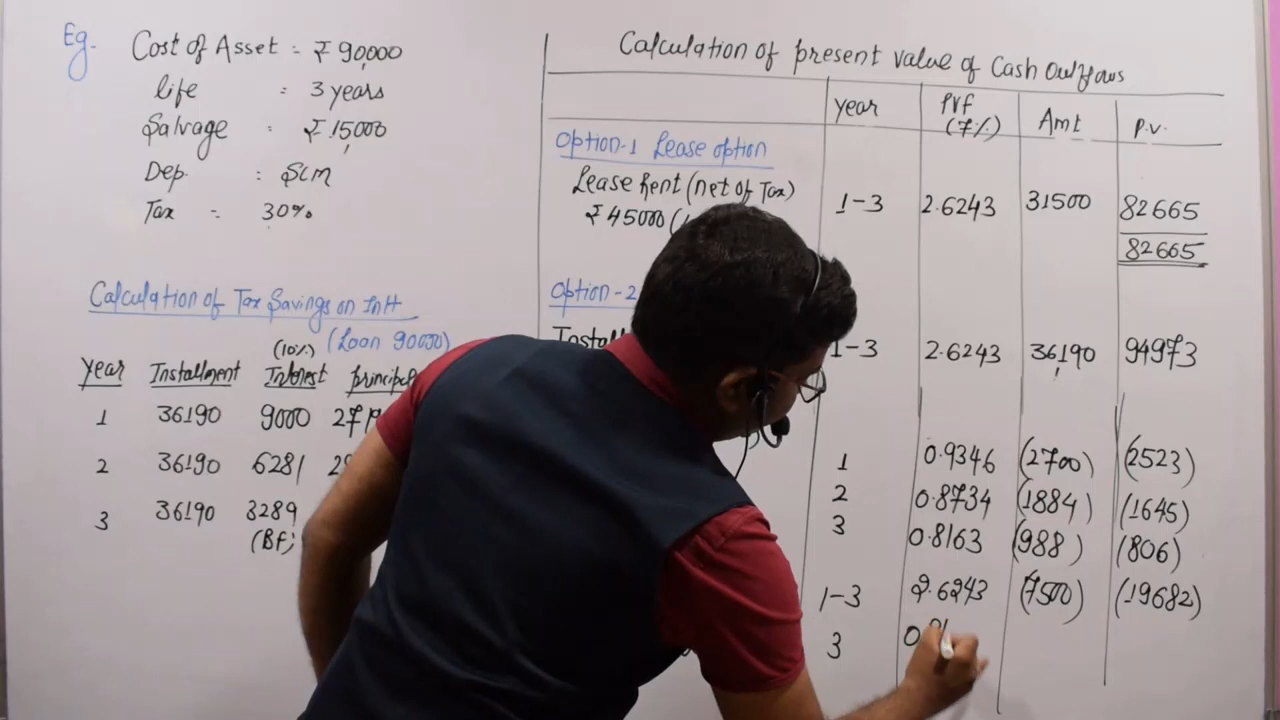 Eg. Cost of Asset = ₹ 90,000
life : 3 years
Salvage : ₹ 15,000
Dep. : SLM
Tax = 30%
Calculation of Tax Savings on Intt
(Loan 90000)
(10%)
Year Installment Interest principal
1 36190 9000
2 36190 6281
3 36190 3289
(Bf)
Calculation of present value of Cash Outflows
year PVF (7%) Amt P.V.
Option-1 Lease option
Lease Rent (net of Tax)
₹ 45000 1-3 2.6243 31500 82665
82665
Option-2
1-3 2.6243 36,190 94973
1 0.9346 (2700) (2523)
2 0.8734 (1884) (1645)
3 0.8163 (988) (806)
1-3 2.6243 (7500) (19682)
3